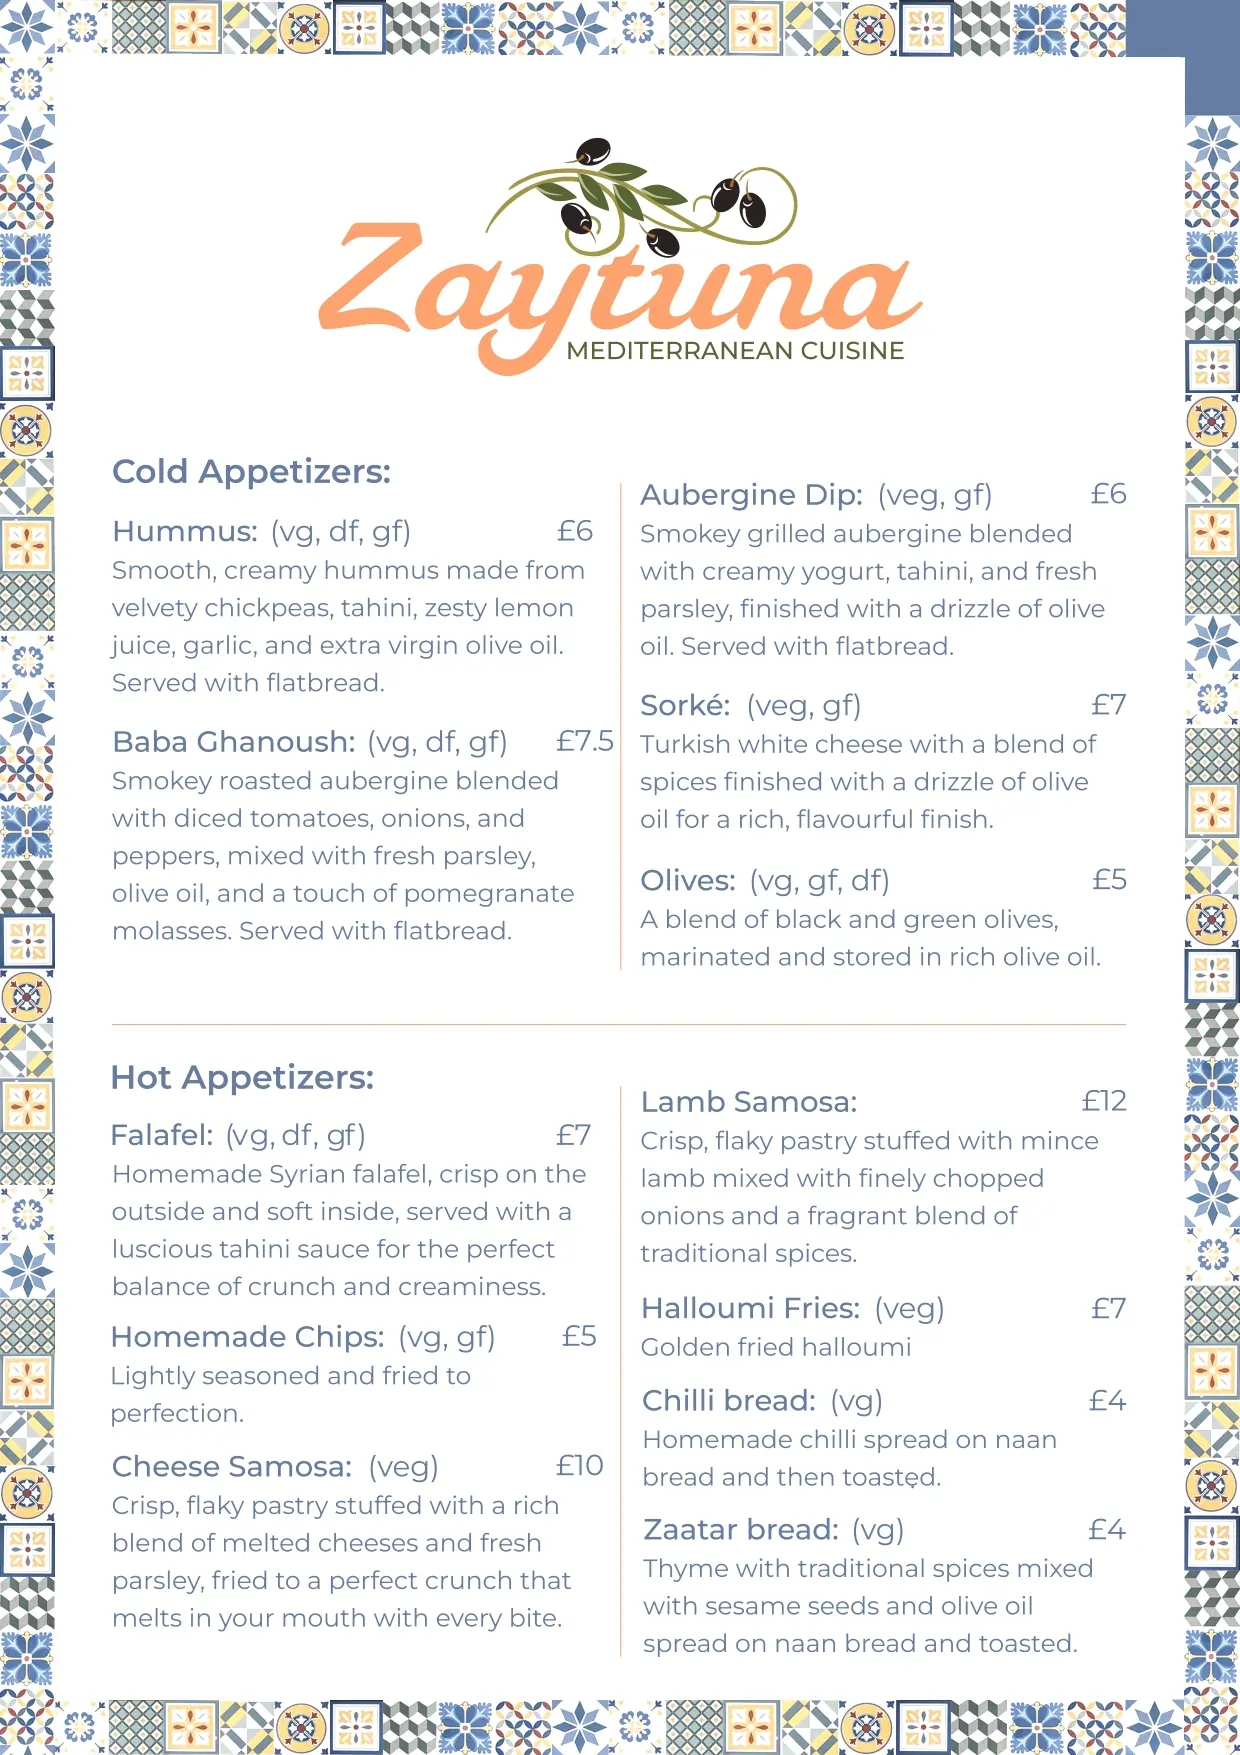 Zaytuna
MEDITERRANEAN CUISINE
Cold Appetizers:
Hummus: (vg, df, gf) £6
Smooth, creamy hummus made from
velvety chickpeas, tahini, zesty lemon
juice, garlic, and extra virgin olive oil.
Served with flatbread.
Baba Ghanoush: (vg, df, gf) £7.5
Smokey roasted aubergine blended
with diced tomatoes, onions, and
peppers, mixed with fresh parsley,
olive oil, and a touch of pomegranate
molasses. Served with flatbread.
Aubergine Dip: (veg, gf) £6
Smokey grilled aubergine blended
with creamy yogurt, tahini, and fresh
parsley, finished with a drizzle of olive
oil. Served with flatbread.
Sorké: (veg, gf) £7
Turkish white cheese with a blend of
spices finished with a drizzle of olive
oil for a rich, flavourful finish.
Olives: (vg, gf, df) £5
A blend of black and green olives,
marinated and stored in rich olive oil.
Hot Appetizers:
Falafel: (vg, df, gf) £7
Homemade Syrian falafel, crisp on the
outside and soft inside, served with a
luscious tahini sauce for the perfect
balance of crunch and creaminess.
Homemade Chips: (vg, gf) £5
Lightly seasoned and fried to
perfection.
Cheese Samosa: (veg) £10
Crisp, flaky pastry stuffed with a rich
blend of melted cheeses and fresh
parsley, fried to a perfect crunch that
melts in your mouth with every bite.
Lamb Samosa: £12
Crisp, flaky pastry stuffed with mince
lamb mixed with finely chopped
onions and a fragrant blend of
traditional spices.
Halloumi Fries: (veg) £7
Golden fried halloumi
Chilli bread: (vg) £4
Homemade chilli spread on naan
bread and then toasted.
Zaatar bread: (vg) £4
Thyme with traditional spices mixed
with sesame seeds and olive oil
spread on naan bread and toasted.